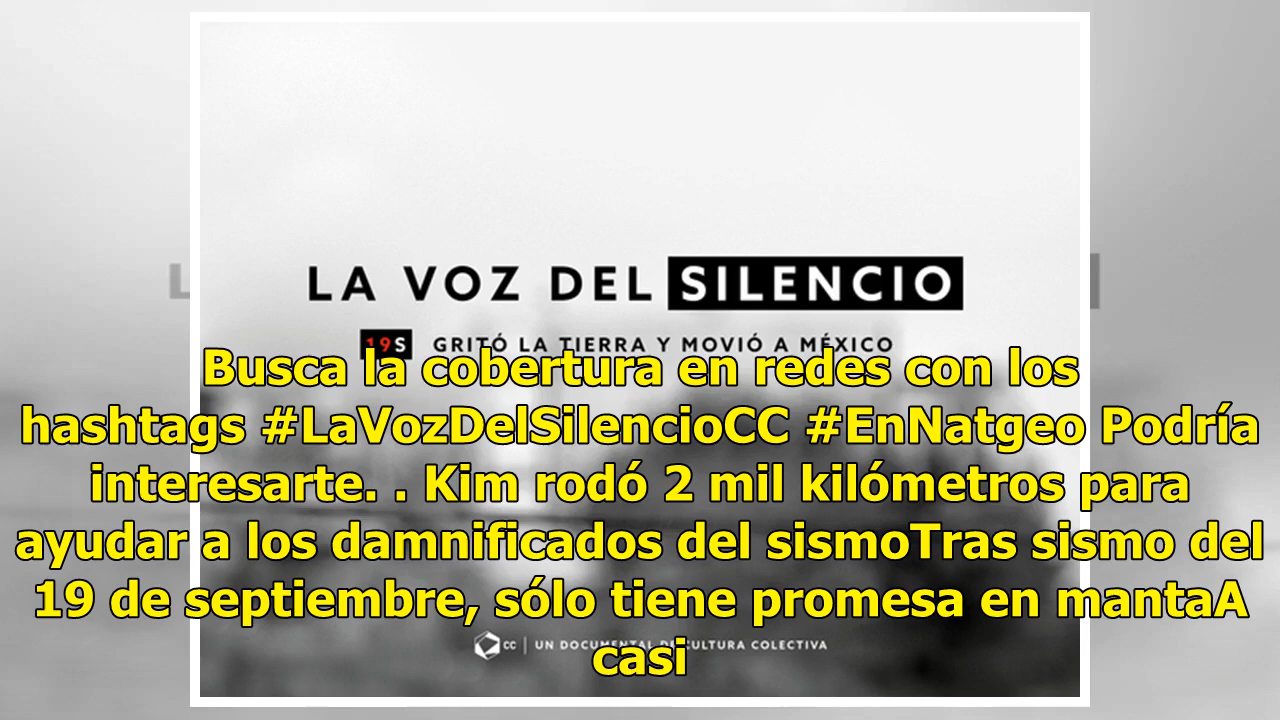 LA VOZ DEL SILENCIO
19S GRITÓ LA TIERRA Y MOVIÓ A MÉXICO
Busca la cobertura en redes con los
hashtags #LaVozDelSilencioCC #EnNatgeo Podría
interesarte. . Kim rodó 2 mil kilómetros para
ayudar a los damnificados del sismoTras sismo del
19 de septiembre, sólo tiene promesa en mantaA
casi
CC | UN DOCUMENTAL DE CULTURA COLECTIVA